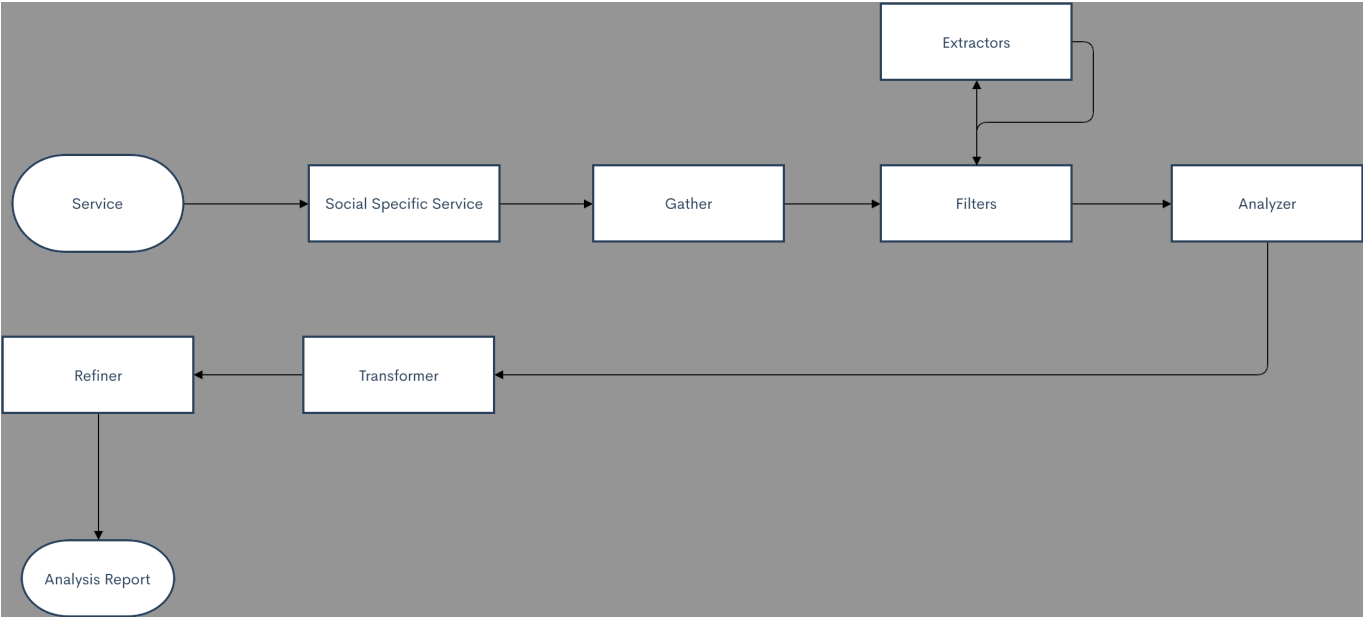 Extractors
Service
Social Specific Service
Gather
Filters
Analyzer
Refiner
Transformer
Analysis Report